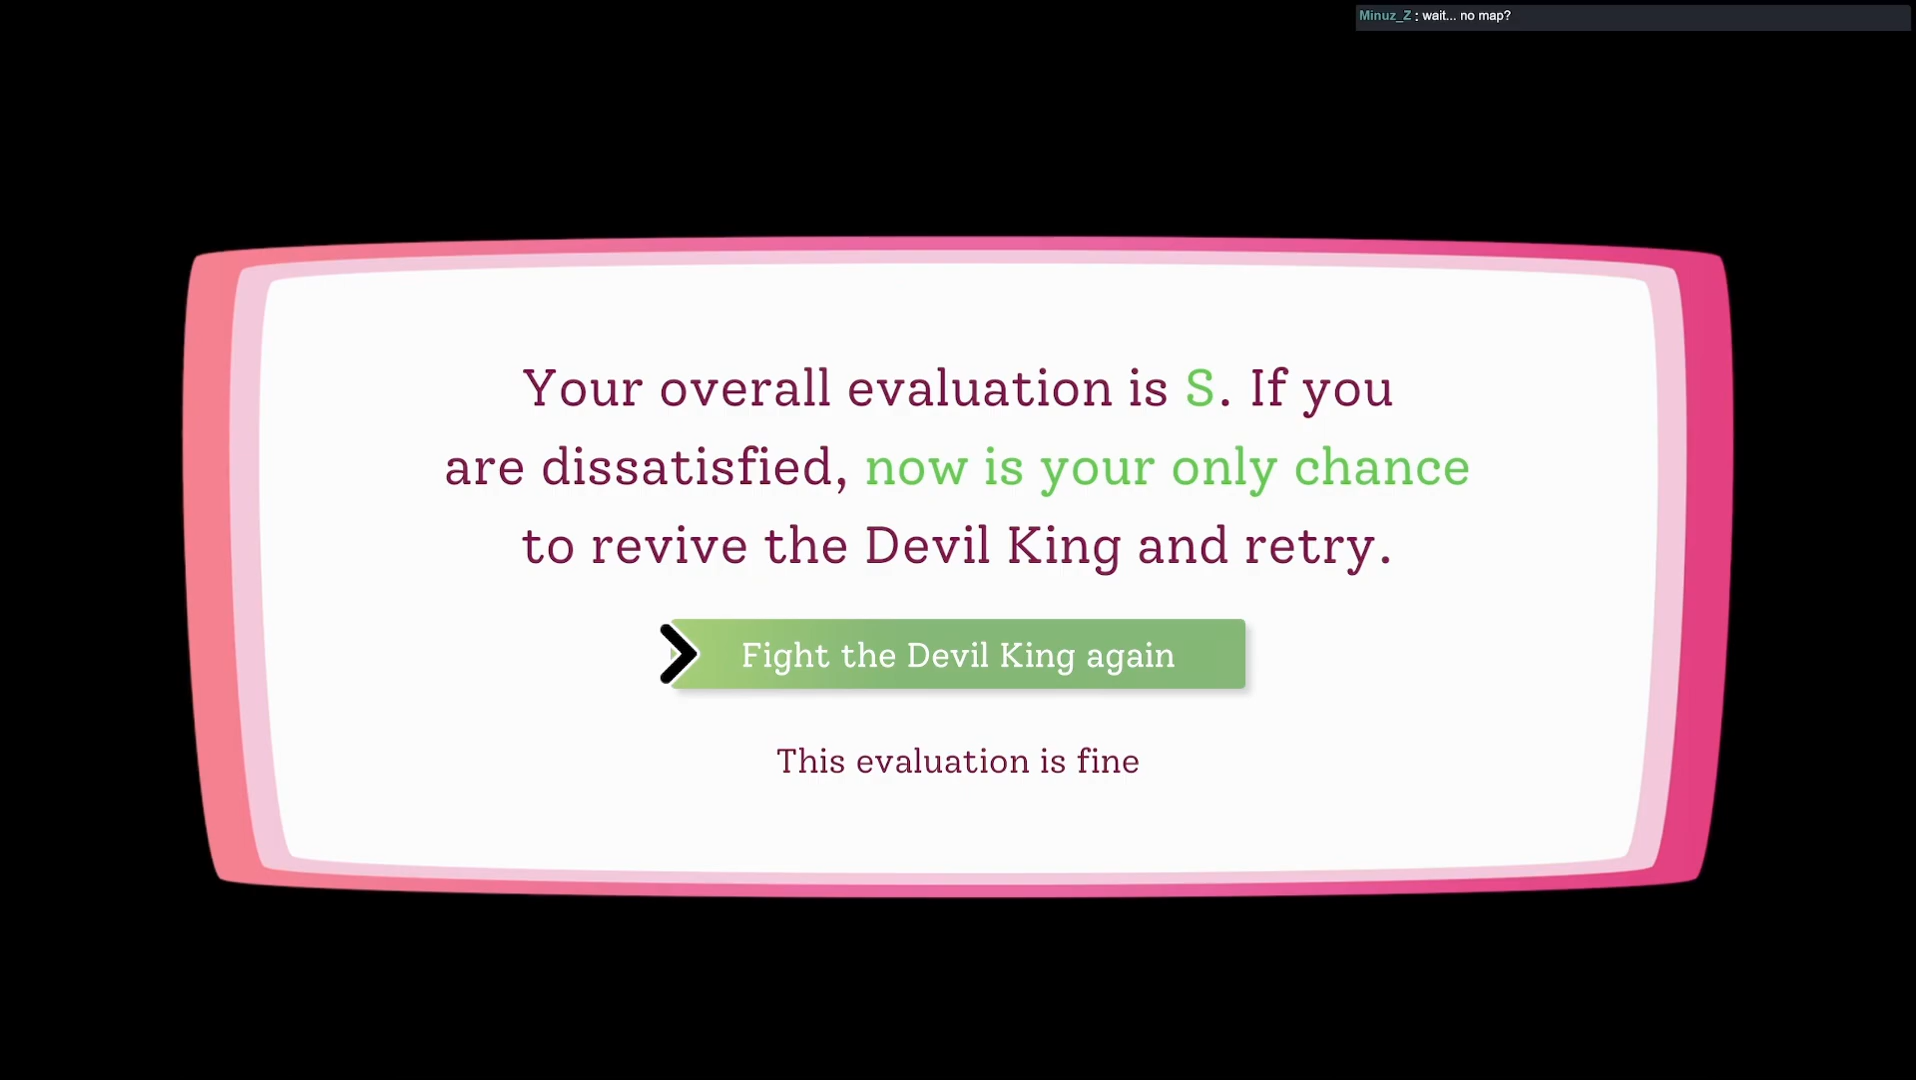 Minuz_Z : wait... no map?
Your overall evaluation is S. If you
are dissatisfied, now is your only chance
to revive the Devil King and retry.
Fight the Devil King again
This evaluation is fine